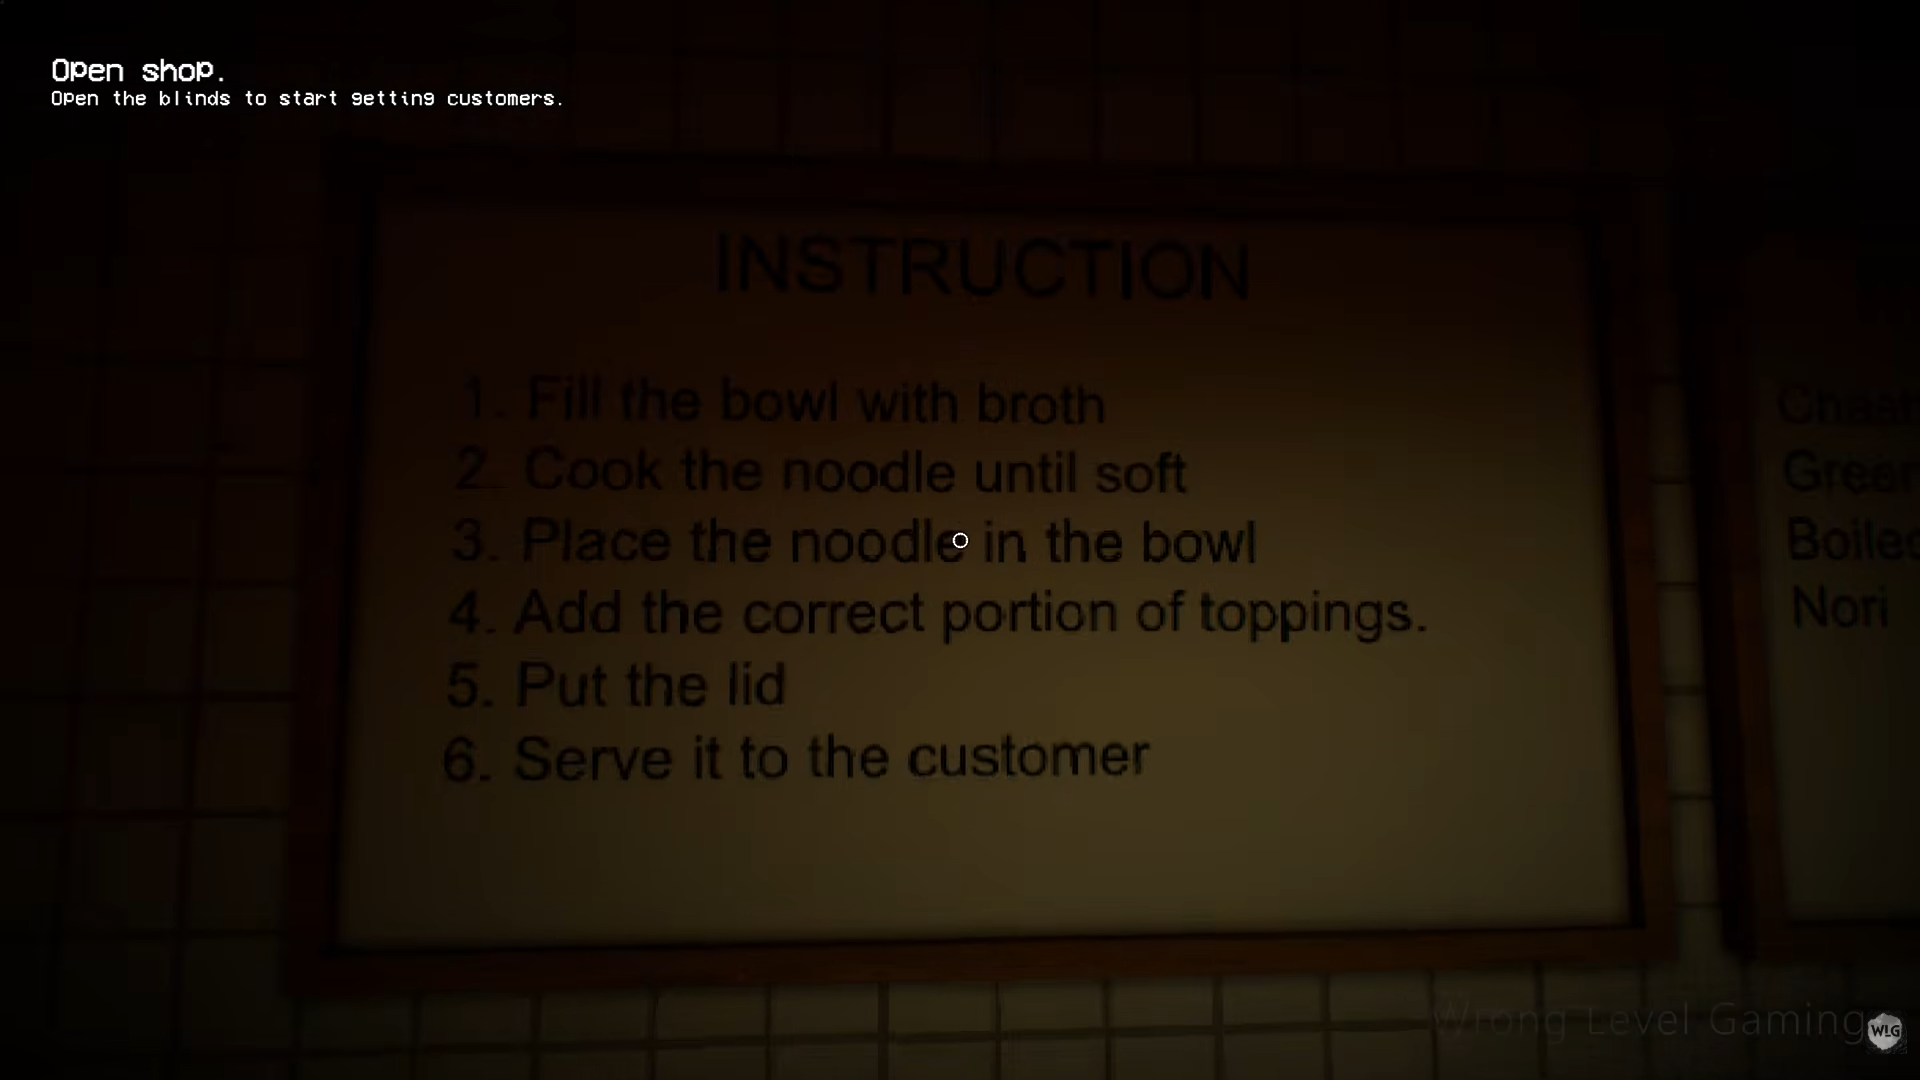 Open shop.
Open the blinds to start getting customers.
INSTRUCTION
1. Fill the bowl with broth
2. Cook the noodle until soft
3. Place the noodle in the bowl
4. Add the correct portion of toppings.
5. Put the lid
6. Serve it to the customer
Nori
Wrong Level Gaming
WLG